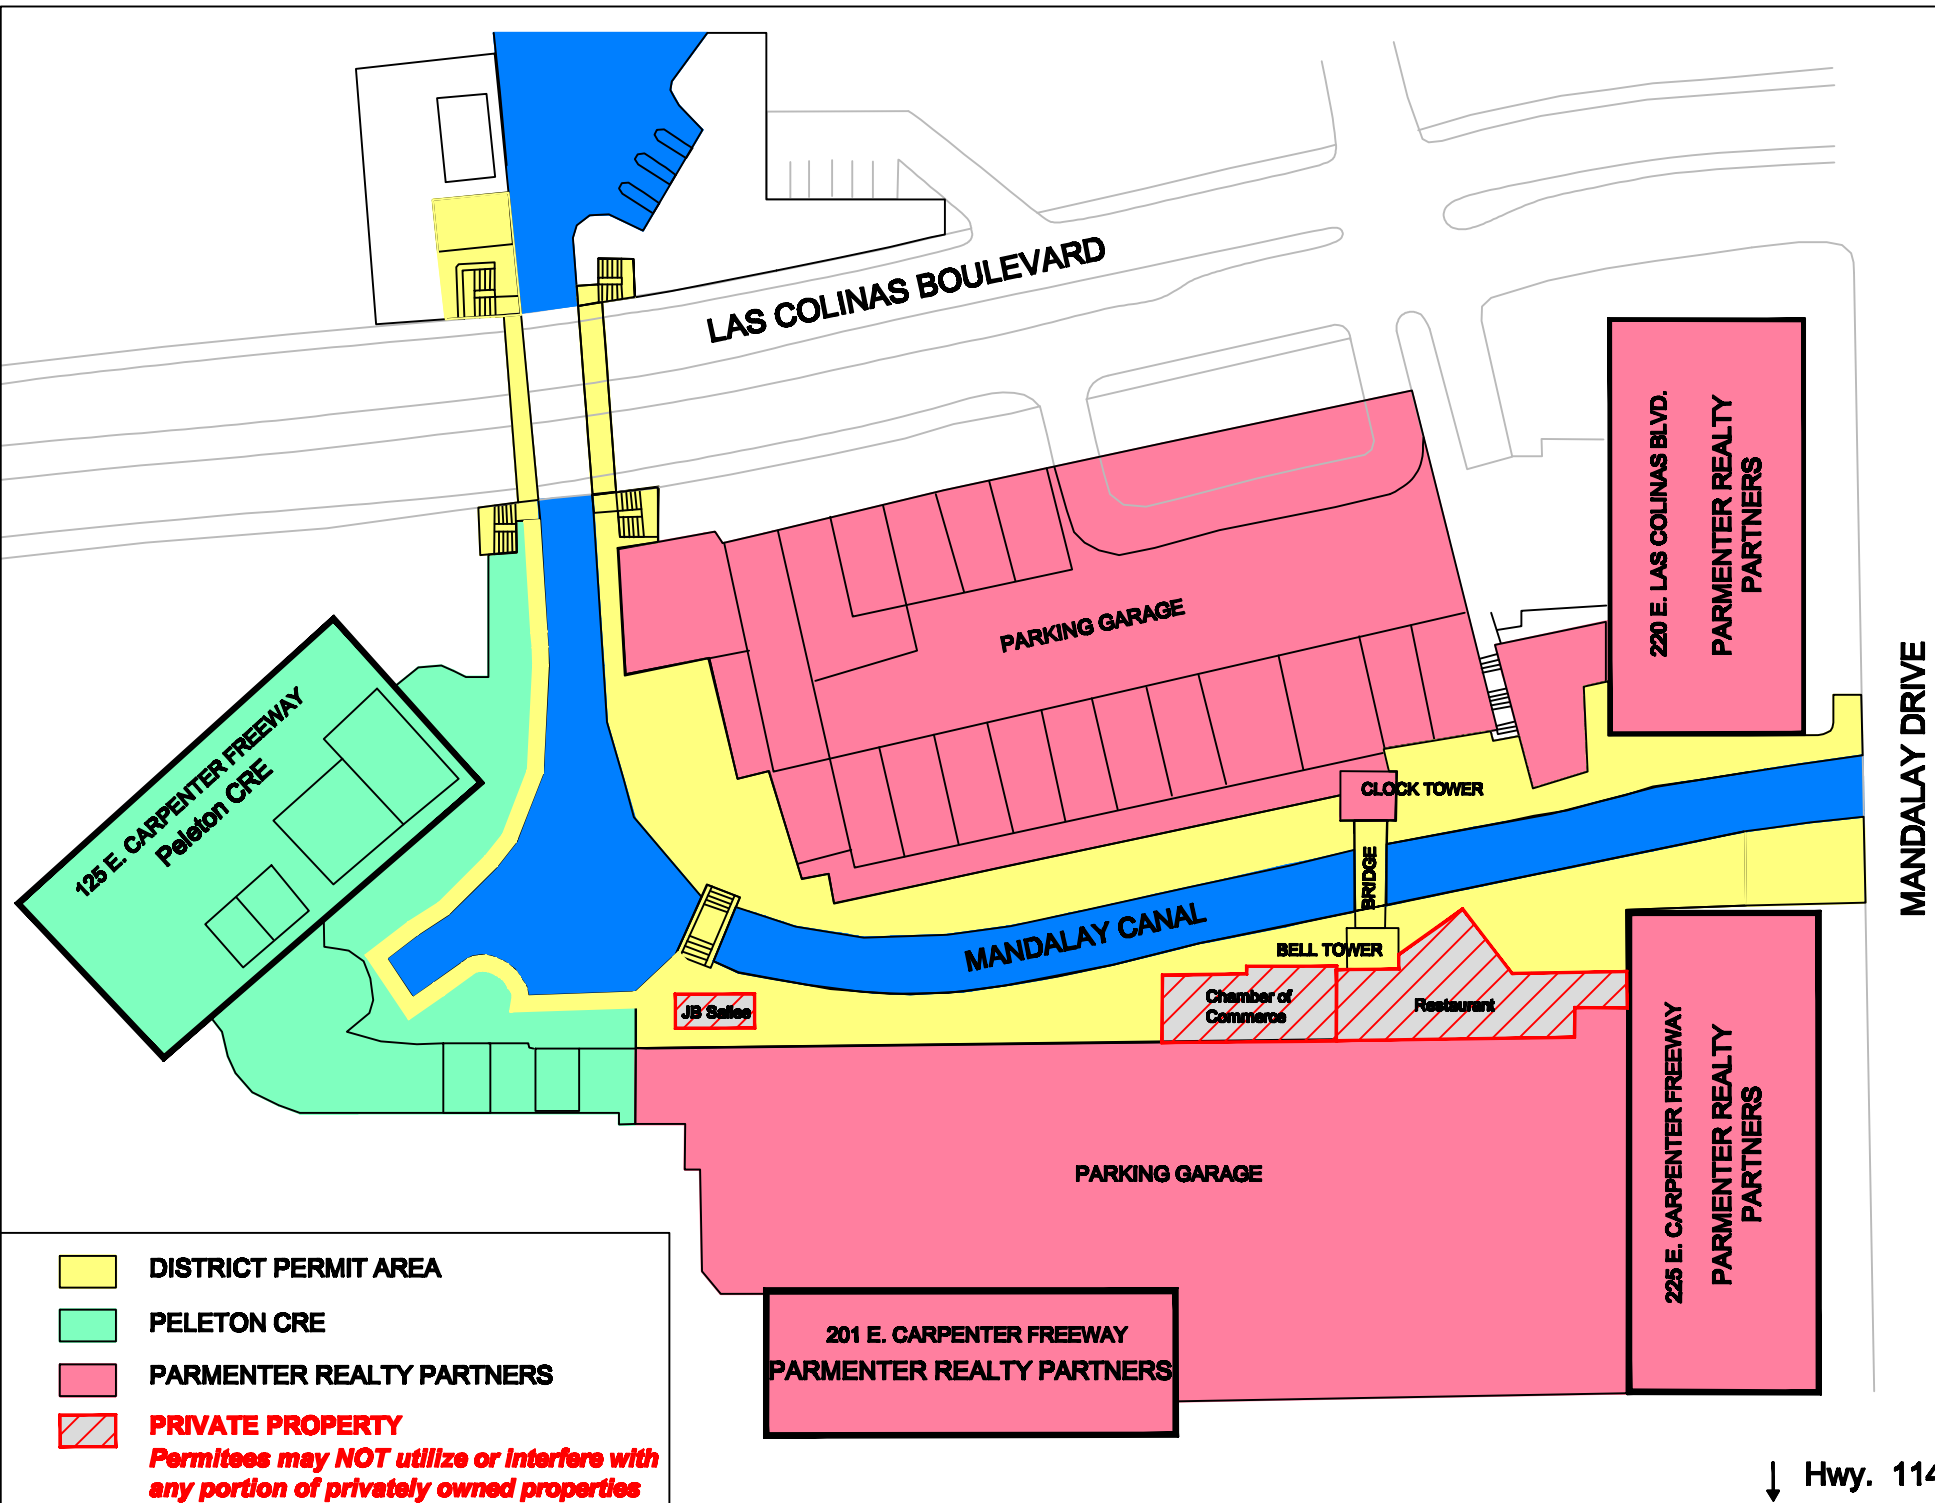 LAS COLINAS BOULEVARD
220 E. LAS COLINAS BLVD.
PARMENTER REALTY
PARTNERS
PARKING GARAGE
MANDALAY DRIVE
125 E. CARPENTER FREEWAY
Peleton CRE
CLOCK TOWER
BRIDGE
MANDALAY CANAL
BELL TOWER
JB Sallee
Chamber of
Commerce
Restaurant
225 E. CARPENTER FREEWAY
PARMENTER REALTY
PARTNERS
PARKING GARAGE
201 E. CARPENTER FREEWAY
PARMENTER REALTY PARTNERS
DISTRICT PERMIT AREA
PELETON CRE
PARMENTER REALTY PARTNERS
PRIVATE PROPERTY
Permitees may NOT utilize or interfere with
any portion of privately owned properties
Hwy. 114